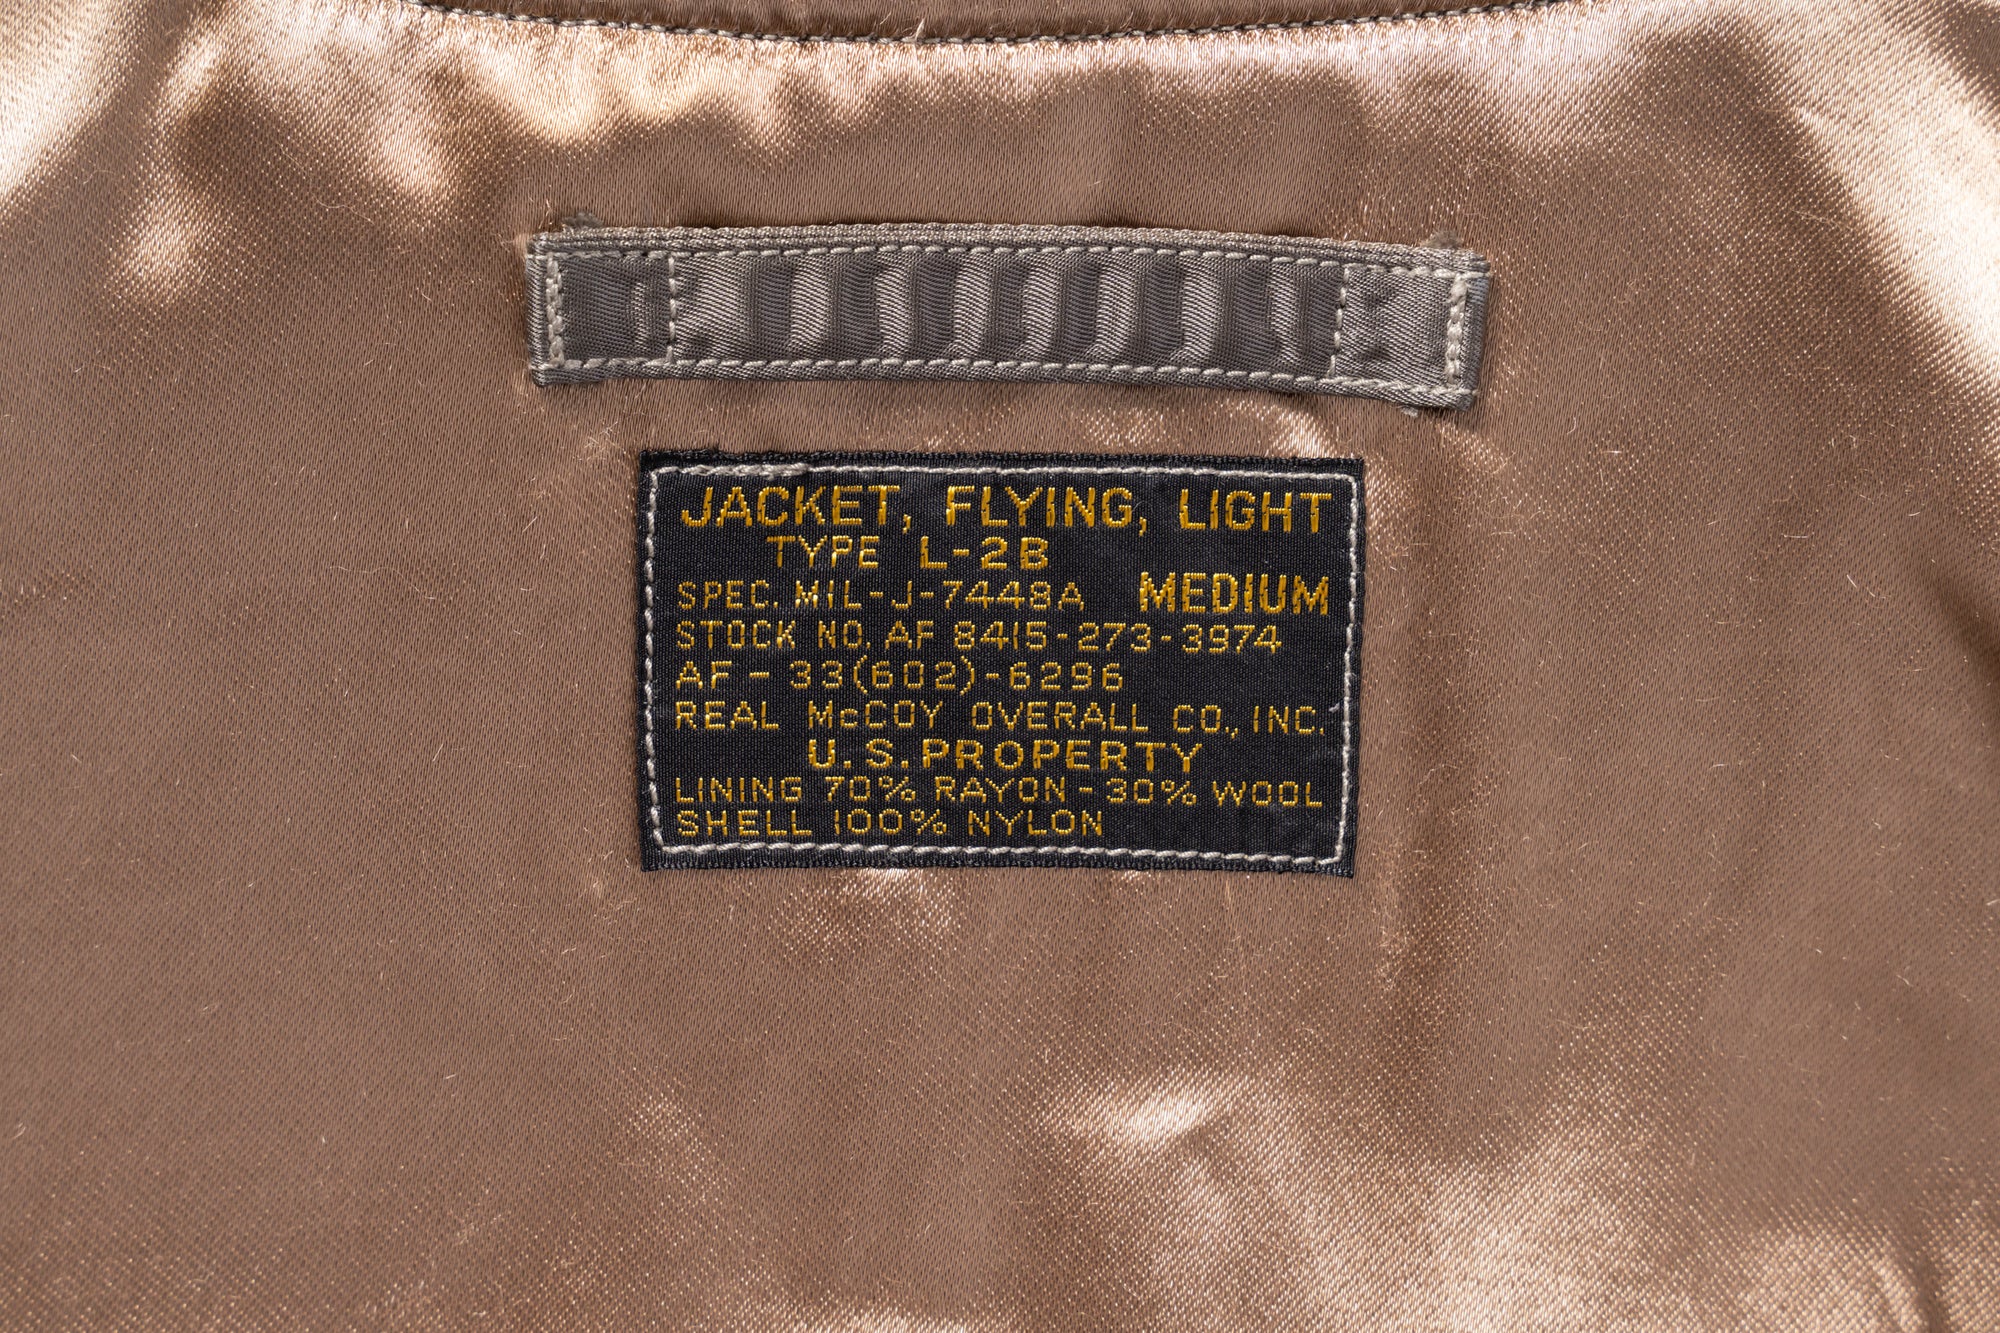 JACKET, FLYING, LIGHT
TYPE L-2B
SPEC. MIL-J-7448A MEDIUM
STOCK NO, AF 8415-273-3974
AF-33(602)-6296
REAL McCOY OVERALL CO., INC.
U.S. PROPERTY
LINING 70% RAYON-30% WOOL
SHELL 100% NYLON